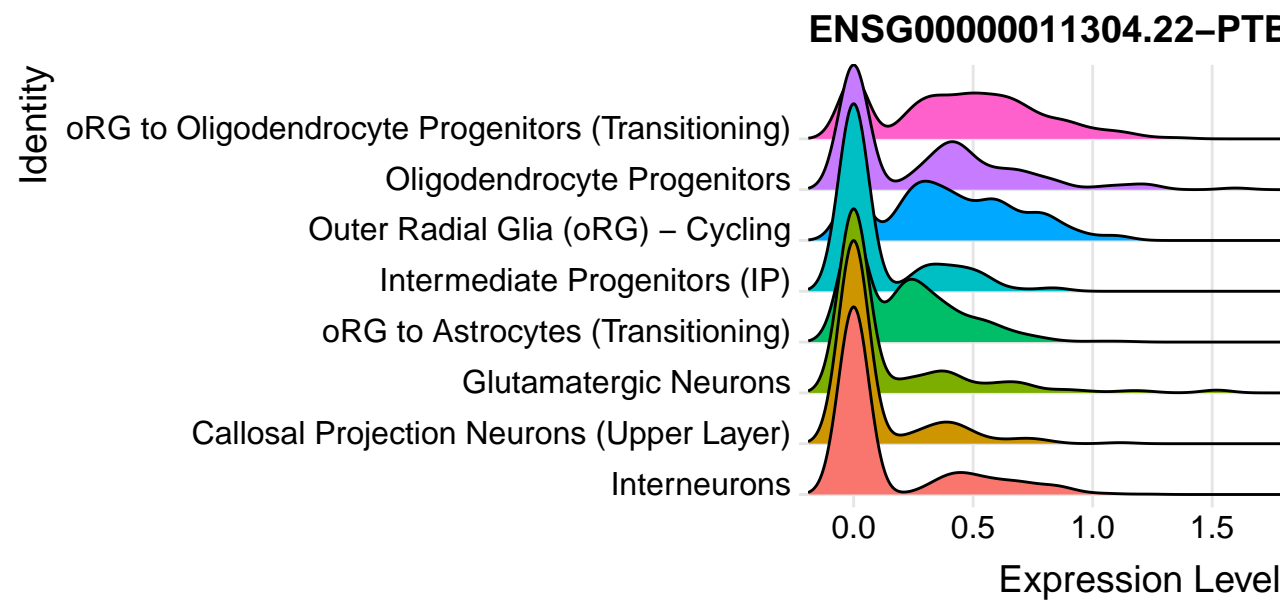 ENSG00000011304.22–PTB
Identity
oRG to Oligodendrocyte Progenitors (Transitioning)
Oligodendrocyte Progenitors
Outer Radial Glia (oRG) – Cycling
Intermediate Progenitors (IP)
oRG to Astrocytes (Transitioning)
Glutamatergic Neurons
Callosal Projection Neurons (Upper Layer)
Interneurons
0.0 0.5 1.0 1.5
Expression Level